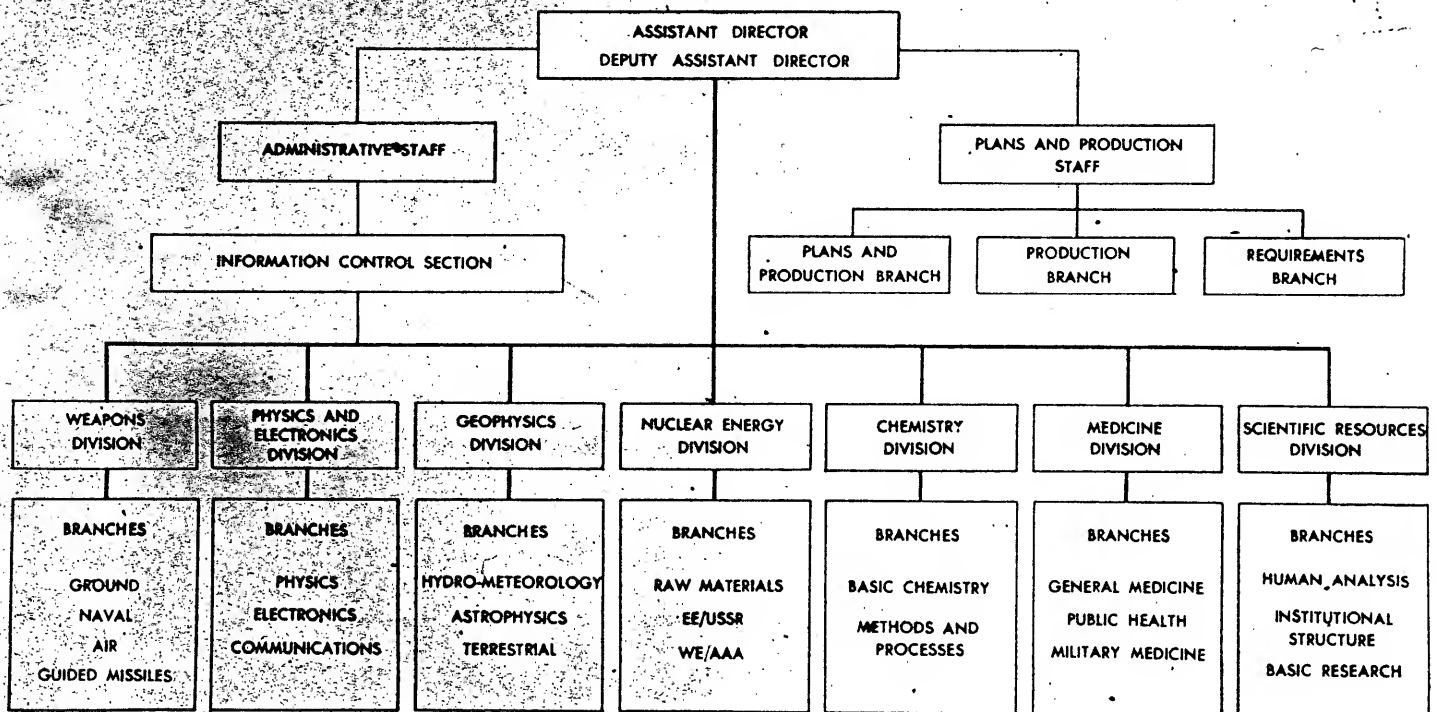 ASSISTANT DIRECTOR
DEPUTY ASSISTANT DIRECTOR
ADMINISTRATIVE STAFF
PLANS AND PRODUCTION
STAFF
INFORMATION CONTROL SECTION
PLANS AND
PRODUCTION BRANCH
PRODUCTION
BRANCH
REQUIREMENTS
BRANCH
WEAPONS
DIVISION
PHYSICS AND
ELECTRONICS
DIVISION
GEOPHYSICS
DIVISION
NUCLEAR ENERGY
DIVISION
CHEMISTRY
DIVISION
MEDICINE
DIVISION
SCIENTIFIC RESOURCES
DIVISION
BRANCHES
GROUND
NAVAL
AIR
GUIDED MISSILES
BRANCHES
PHYSICS
ELECTRONICS
COMMUNICATIONS
BRANCHES
HYDRO-METEOROLOGY
ASTROPHYSICS
TERRESTRIAL
BRANCHES
RAW MATERIALS
EE/USSR
WE/AAA
BRANCHES
BASIC CHEMISTRY
METHODS AND
PROCESSES
BRANCHES
GENERAL MEDICINE
PUBLIC HEALTH
MILITARY MEDICINE
BRANCHES
HUMAN ANALYSIS
INSTITUTIONAL
STRUCTURE
BASIC RESEARCH